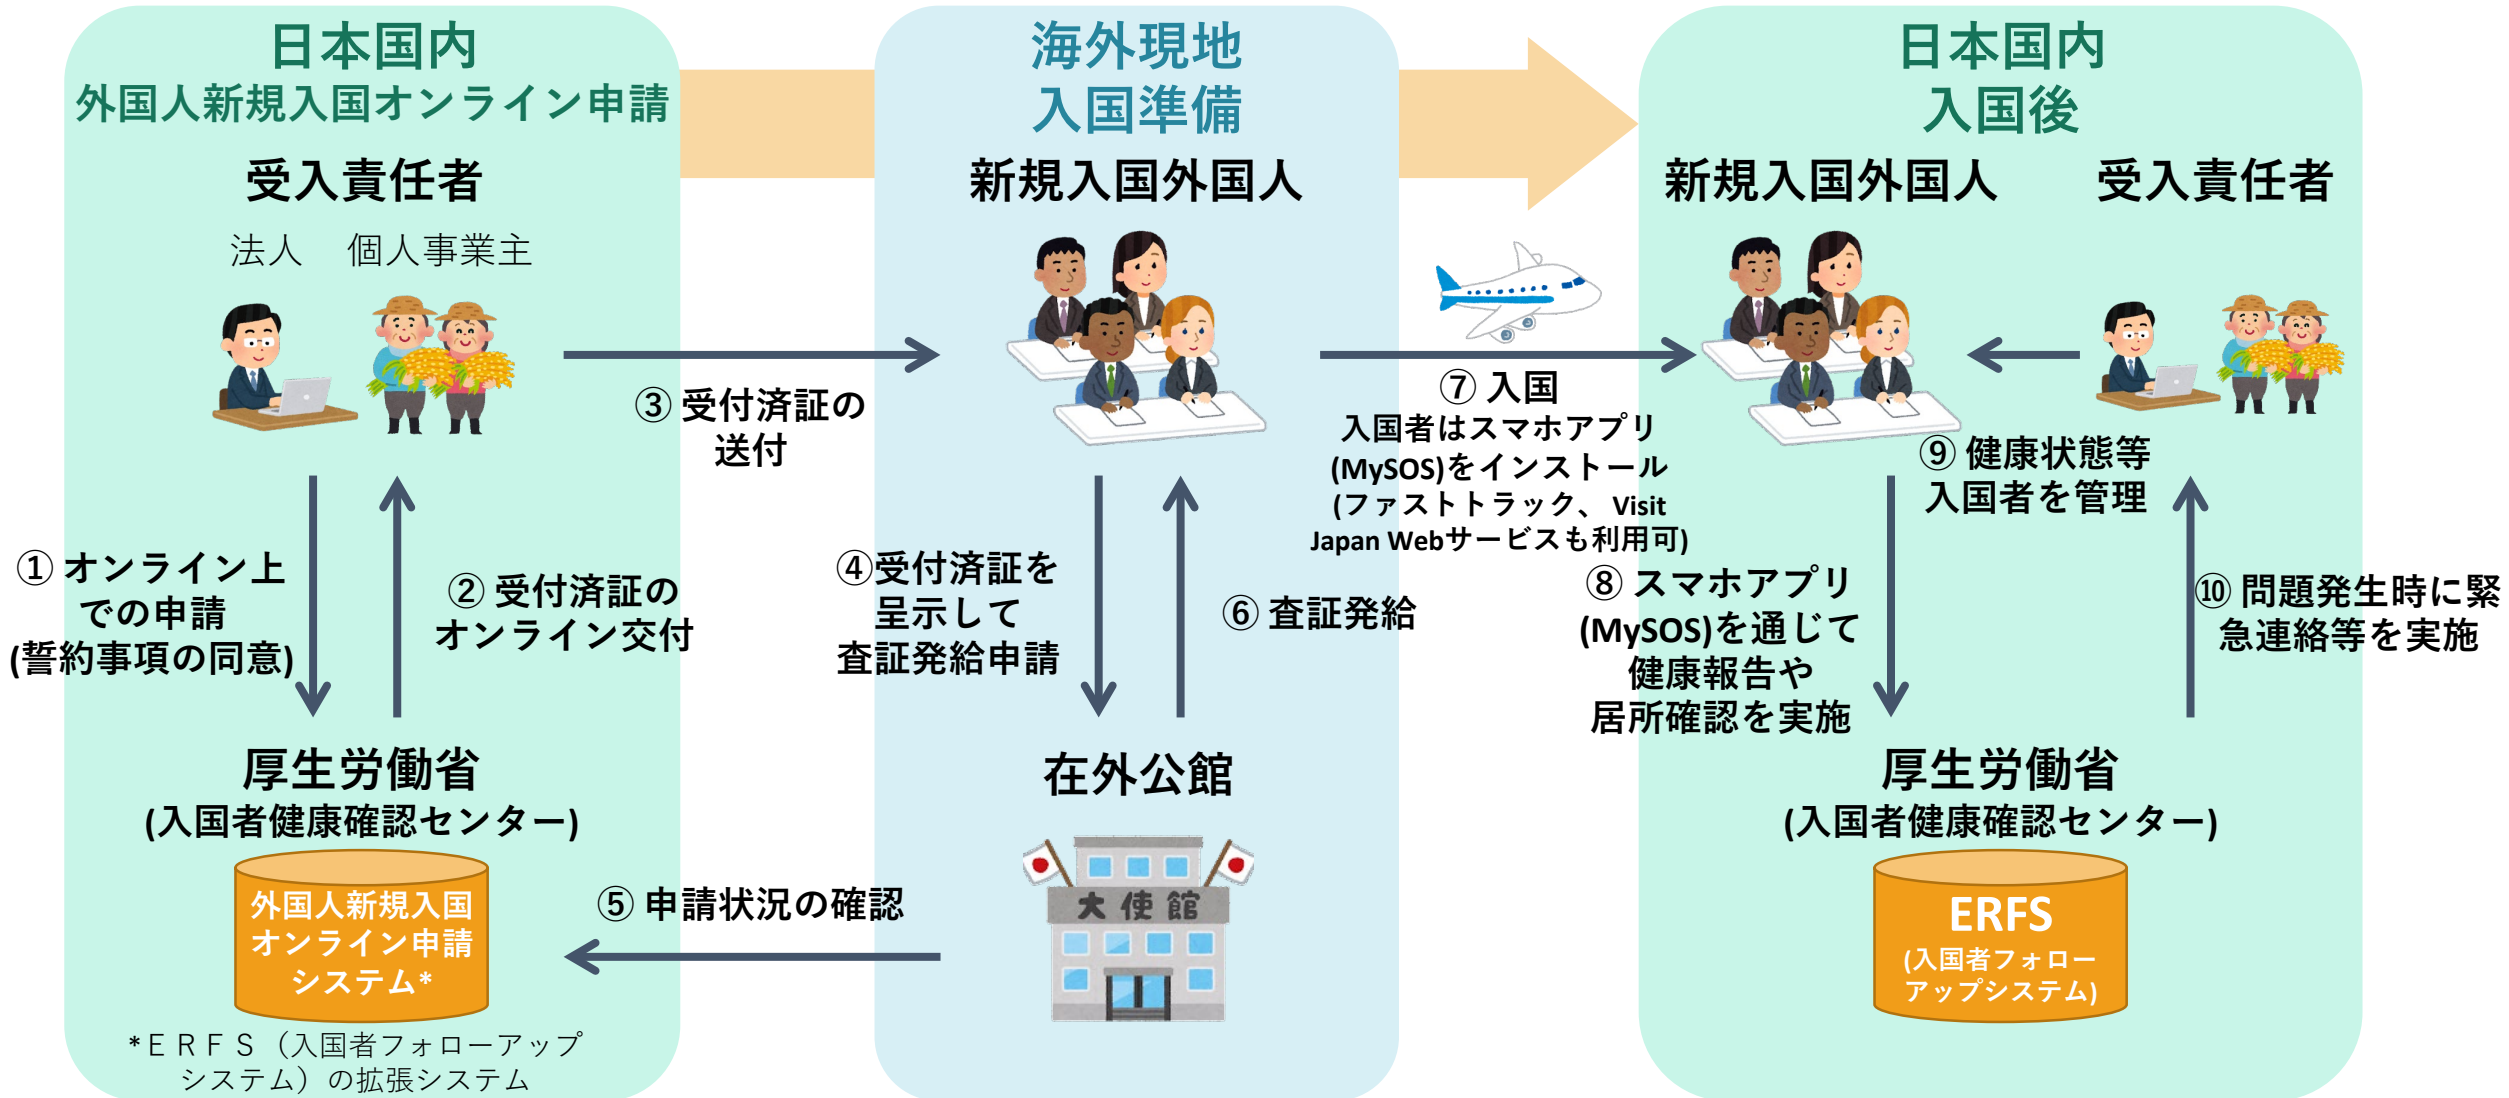 日本国内
外国人新規入国オンライン申請
受入責任者
法人　個人事業主
① オンライン上
での申請
(誓約事項の同意)
② 受付済証の
オンライン交付
③ 受付済証の
送付
厚生労働省
(入国者健康確認センター)
外国人新規入国
オンライン申請
システム*
*ＥＲＦＳ（入国者フォローアップ
システム）の拡張システム
海外現地
入国準備
新規入国外国人
④受付済証を
呈示して
査証発給申請
⑤ 申請状況の確認
⑥ 査証発給
在外公館
大使館
⑦ 入国
入国者はスマホアプリ
(MySOS)をインストール
(ファストトラック、Visit
Japan Webサービスも利用可)
日本国内
入国後
新規入国外国人
受入責任者
⑧ スマホアプリ
(MySOS)を通じて
健康報告や
居所確認を実施
⑨ 健康状態等
入国者を管理
⑩ 問題発生時に緊
急連絡等を実施
厚生労働省
(入国者健康確認センター)
ERFS
(入国者フォロー
アップシステム)